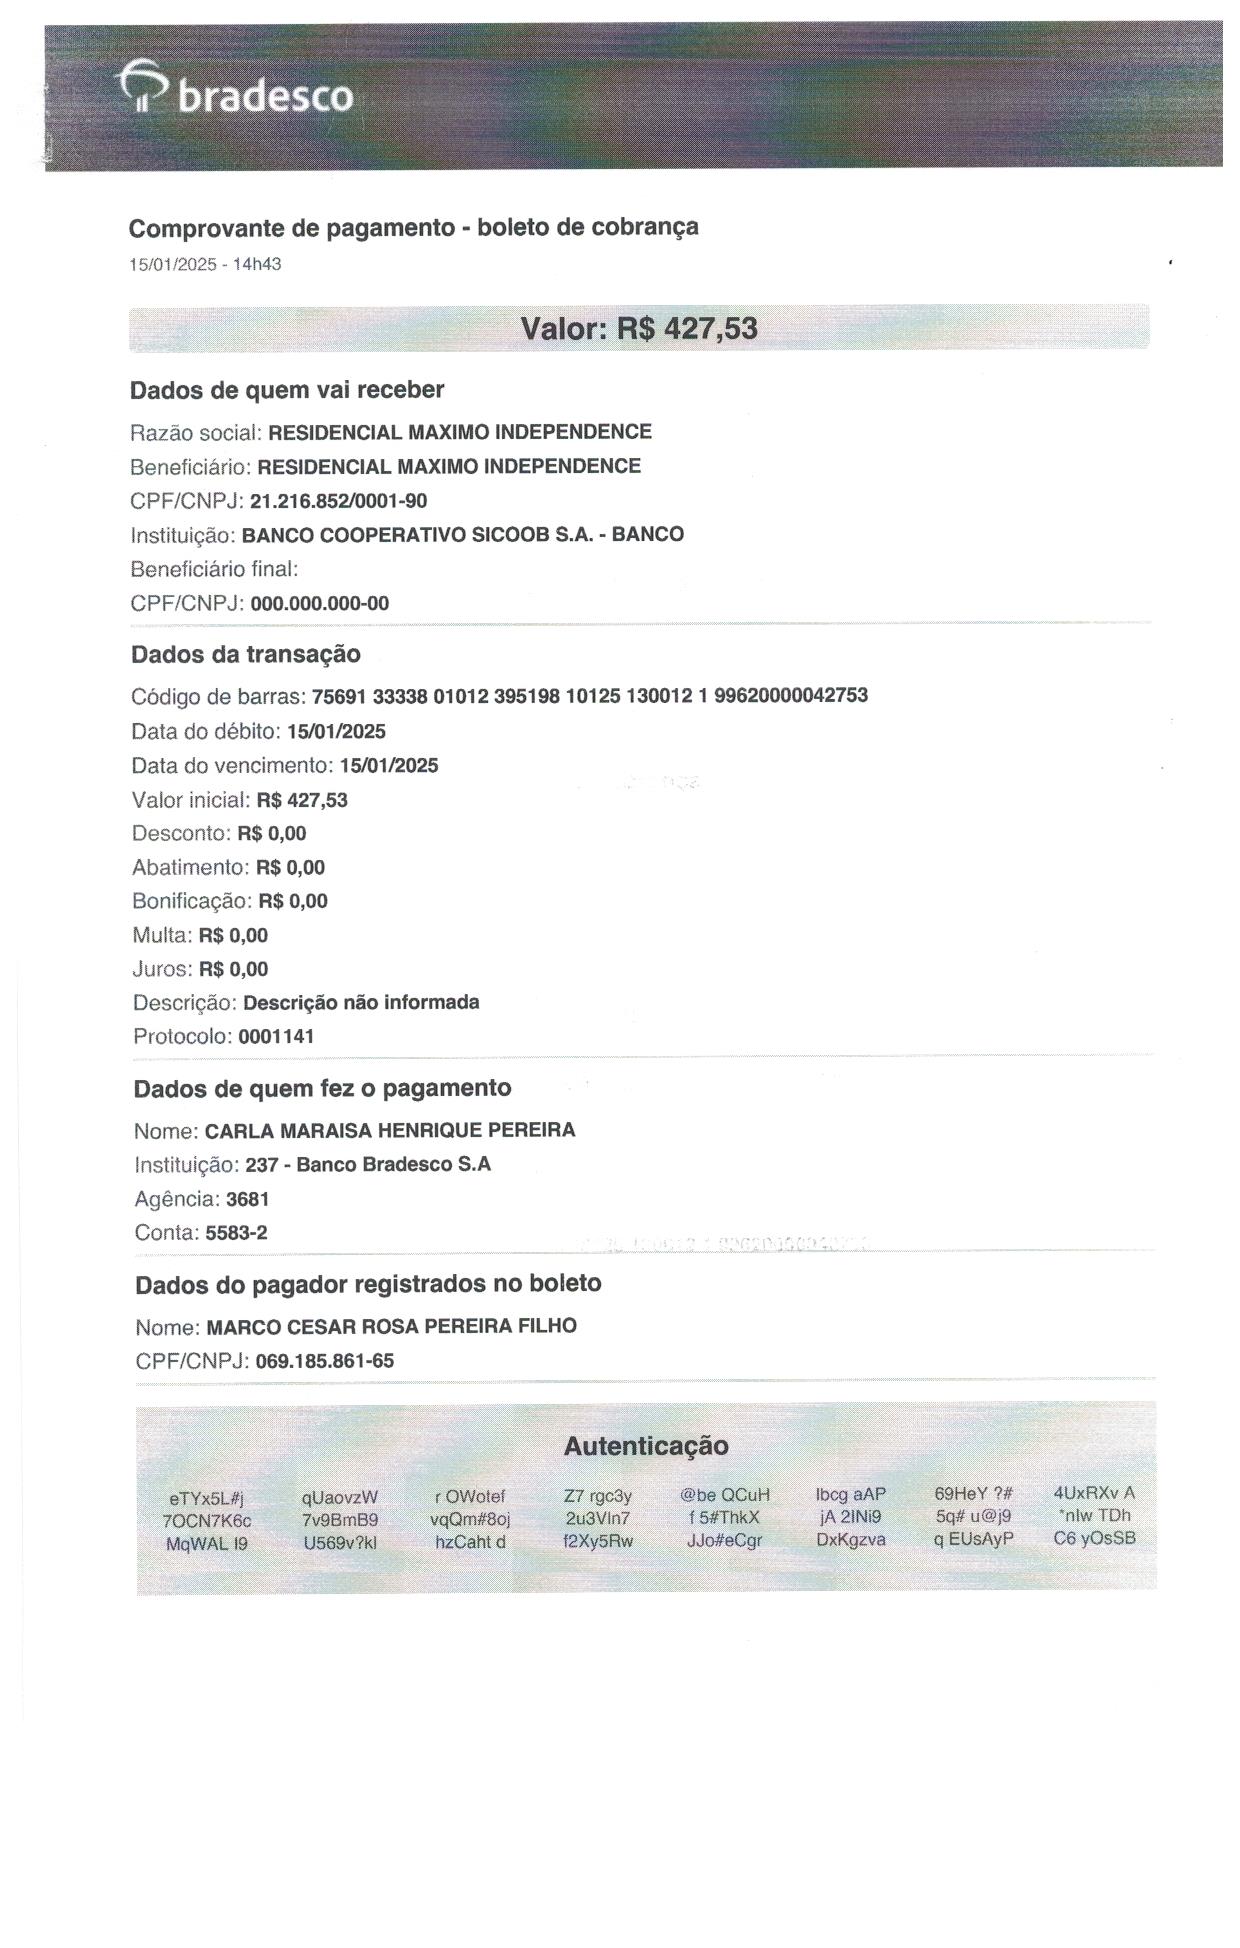 bradesco
Comprovante de pagamento - boleto de cobrança
15/01/2025 - 14h43
Valor: R$ 427,53
Dados de quem vai receber
Razão social: RESIDENCIAL MAXIMO INDEPENDENCE
Beneficiário: RESIDENCIAL MAXIMO INDEPENDENCE
CPF/CNPJ: 21.216.852/0001-90
Instituição: BANCO COOPERATIVO SICOOB S.A. - BANCO
Beneficiário final:
CPF/CNPJ: 000.000.000-00
Dados da transação
Código de barras: 75691 33338 01012 395198 10125 130012 1 99620000042753
Data do débito: 15/01/2025
Data do vencimento: 15/01/2025
Valor inicial: R$ 427,53
Desconto: R$ 0,00
Abatimento: R$ 0,00
Bonificação: R$ 0,00
Multa: R$ 0,00
Juros: R$ 0,00
Descrição: Descrição não informada
Protocolo: 0001141
Dados de quem fez o pagamento
Nome: CARLA MARAISA HENRIQUE PEREIRA
Instituição: 237 - Banco Bradesco S.A
Agência: 3681
Conta: 5583-2
Dados do pagador registrados no boleto
Nome: MARCO CESAR ROSA PEREIRA FILHO
CPF/CNPJ: 069.185.861-65
Autenticação
eTYx5L#j qUaovzW r OWotef Z7 rgc3y @be QCuH lbcg aAP 69HeY ?# 4UxRXv A
7OCN7K6c 7v9BmB9 vqQm#8oj 2u3Vln7 f 5#ThkX jA 2INi9 5q# u@j9 *nlw TDh
MqWAL I9 U569v?kl hzCaht d f2Xy5Rw JJo#eCgr DxKgzva q EUsAyP C6 yOsSB